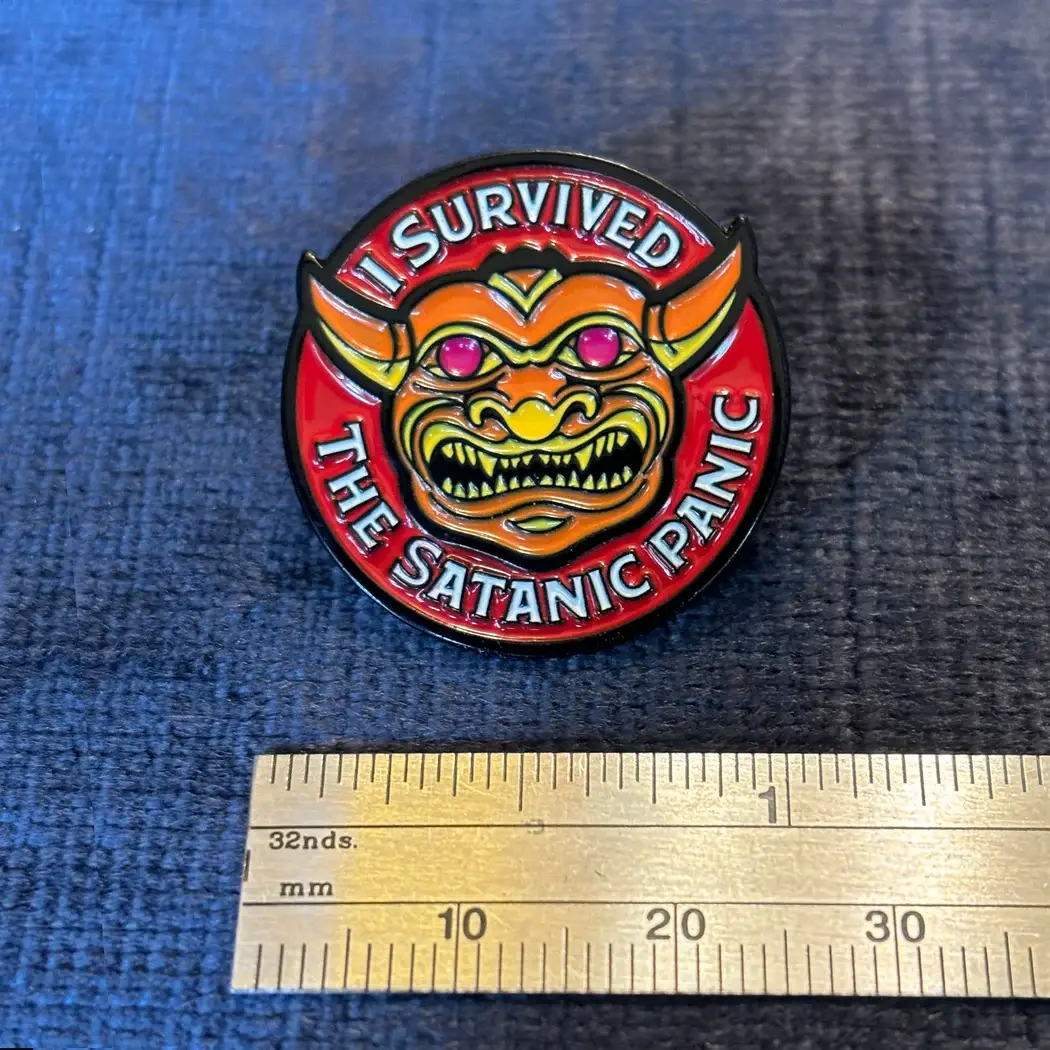 I SURVIVED
THE SATANIC PANIC
1
32nds.
mm
10 20 30